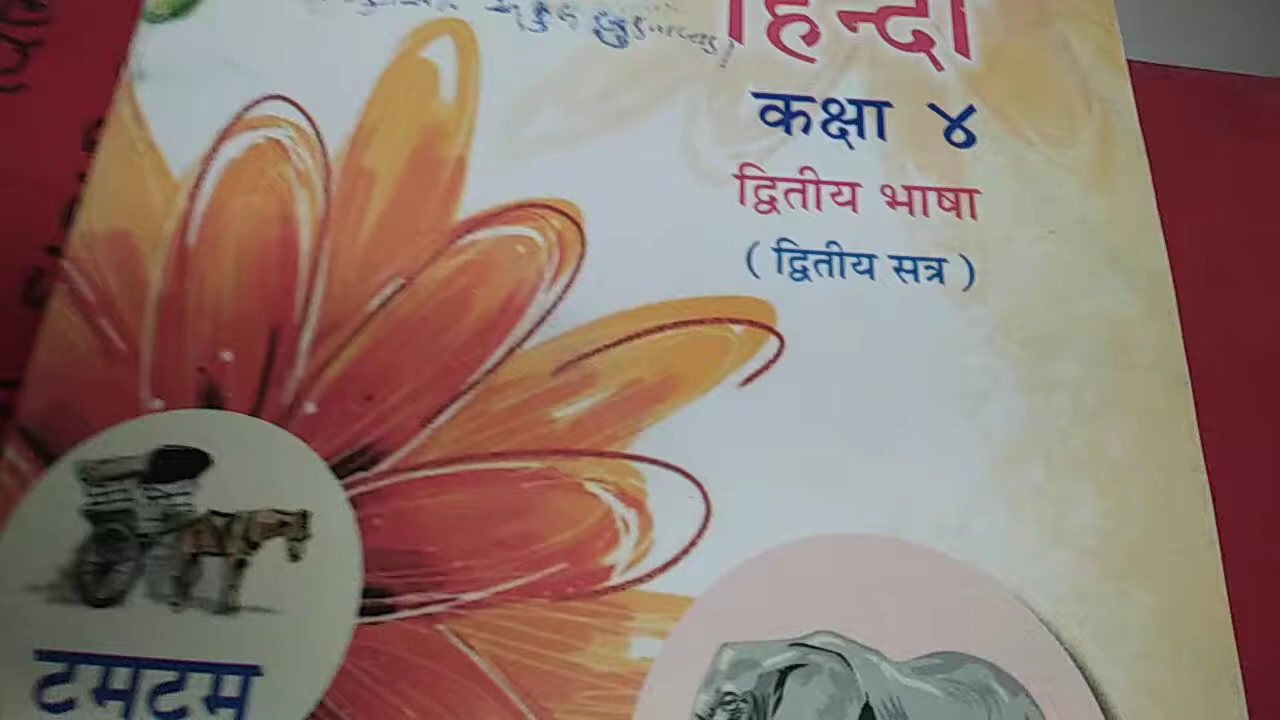 हिन्दी
कक्षा ४
द्वितीय भाषा
( द्वितीय सत्र )
टमटम